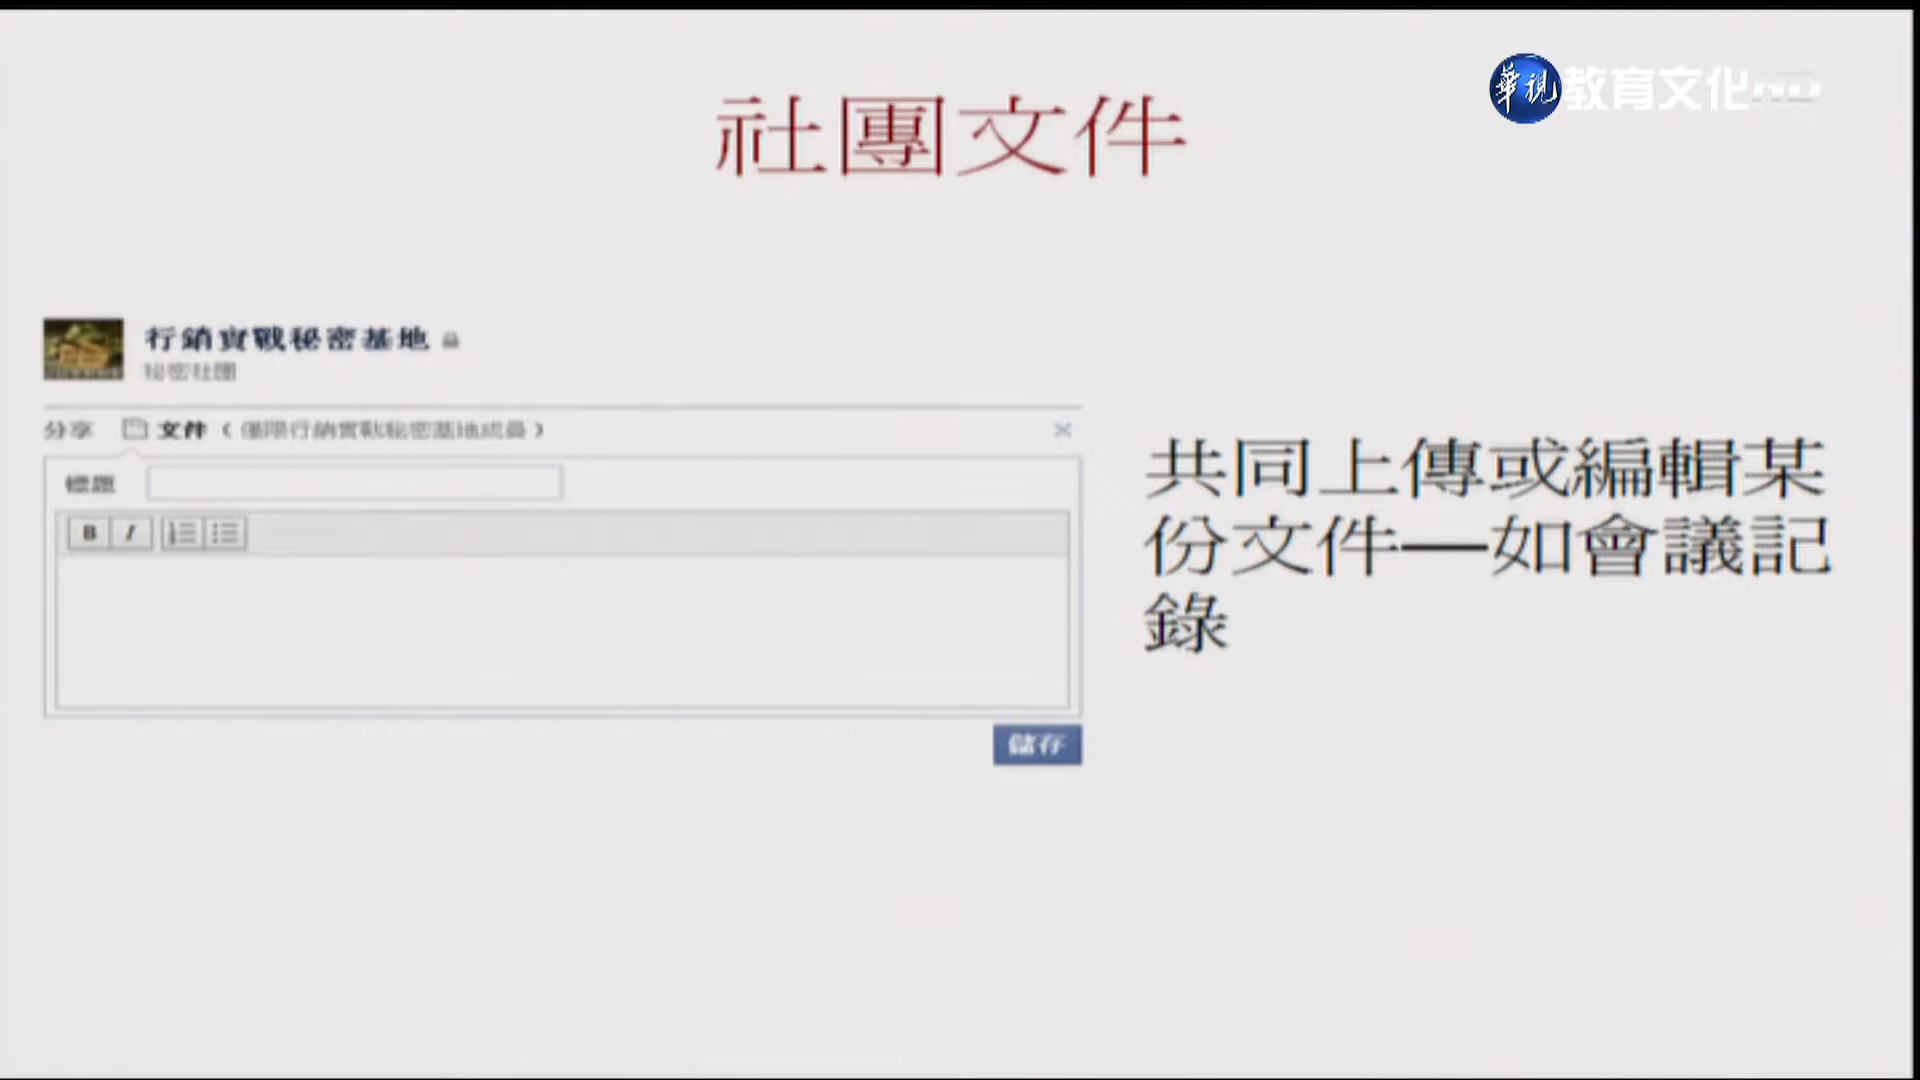 華視 教育文化 HD
社團文件
行銷實戰秘密基地
秘密社團
分享 文件 ( 僅限行銷實戰秘密基地成員 )
標題
B I
儲存
共同上傳或編輯某
份文件—如會議記
錄